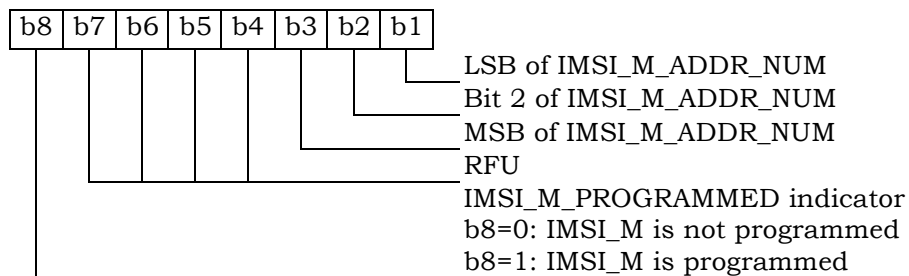 b8 b7 b6 b5 b4 b3 b2 b1
LSB of IMSI_M_ADDR_NUM
Bit 2 of IMSI_M_ADDR_NUM
MSB of IMSI_M_ADDR_NUM
RFU
IMSI_M_PROGRAMMED indicator
b8=0: IMSI_M is not programmed
b8=1: IMSI_M is programmed